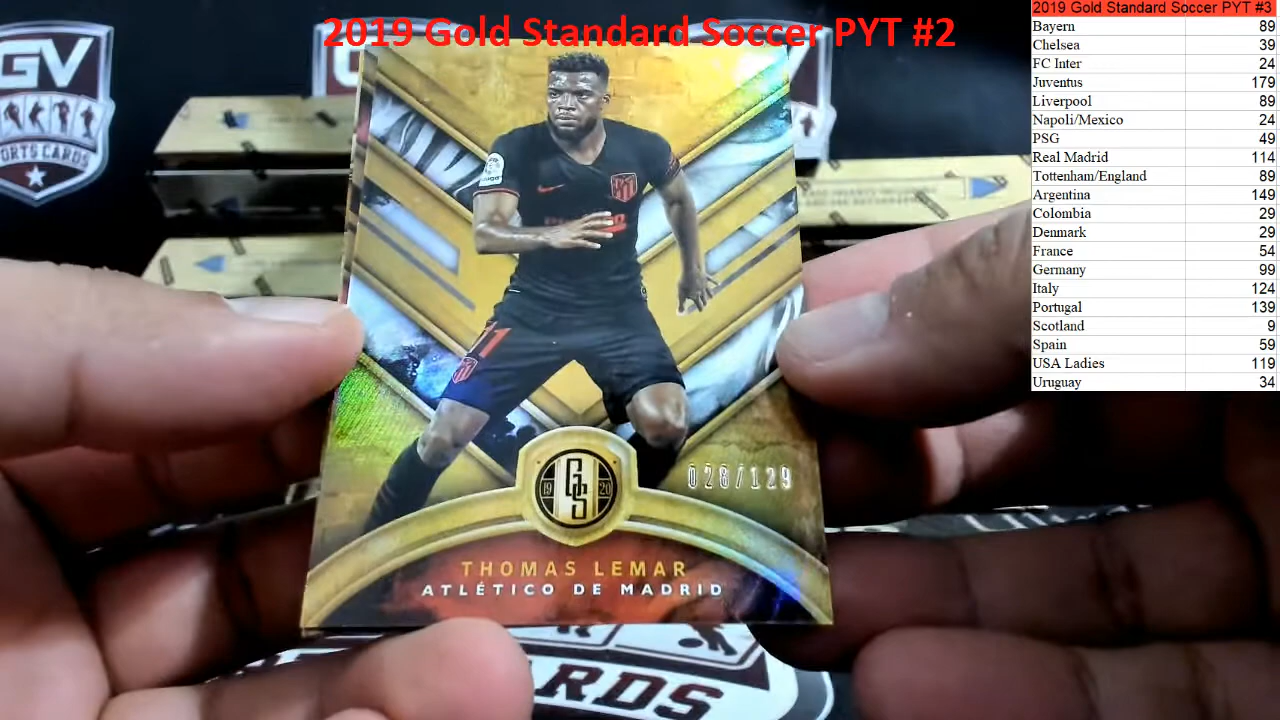 2019 Gold Standard Soccer PYT #2
2019 Gold Standard Soccer PYT #3
Bayern 89
Chelsea 39
FC Inter 24
Juventus 179
Liverpool 89
Napoli/Mexico 24
PSG 49
Real Madrid 114
Tottenham/England 89
Argentina 149
Colombia 29
Denmark 29
France 54
Germany 99
Italy 124
Portugal 139
Scotland 9
Spain 59
USA Ladies 119
Uruguay 34
GV
ORTS CARDS
11
028/129
19 GS 20
THOMAS LEMAR
ATLÉTICO DE MADRID
RDS